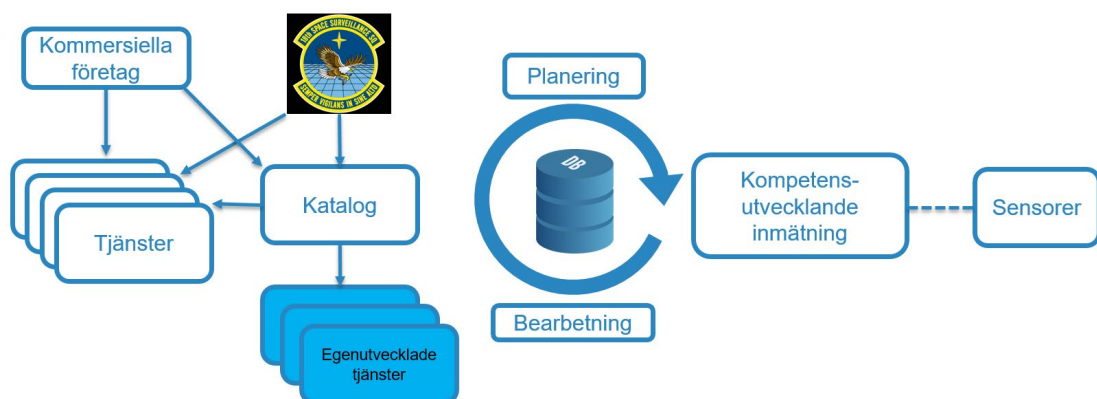 Kommersiella
företag
18TH SPACE SURVEILLANCE SQ
SEMPER VIGILANS IN SINE ALTO
Tjänster
Katalog
Egenutvecklade
tjänster
Planering
DB
Bearbetning
Kompetens-
utvecklande
inmätning
Sensorer